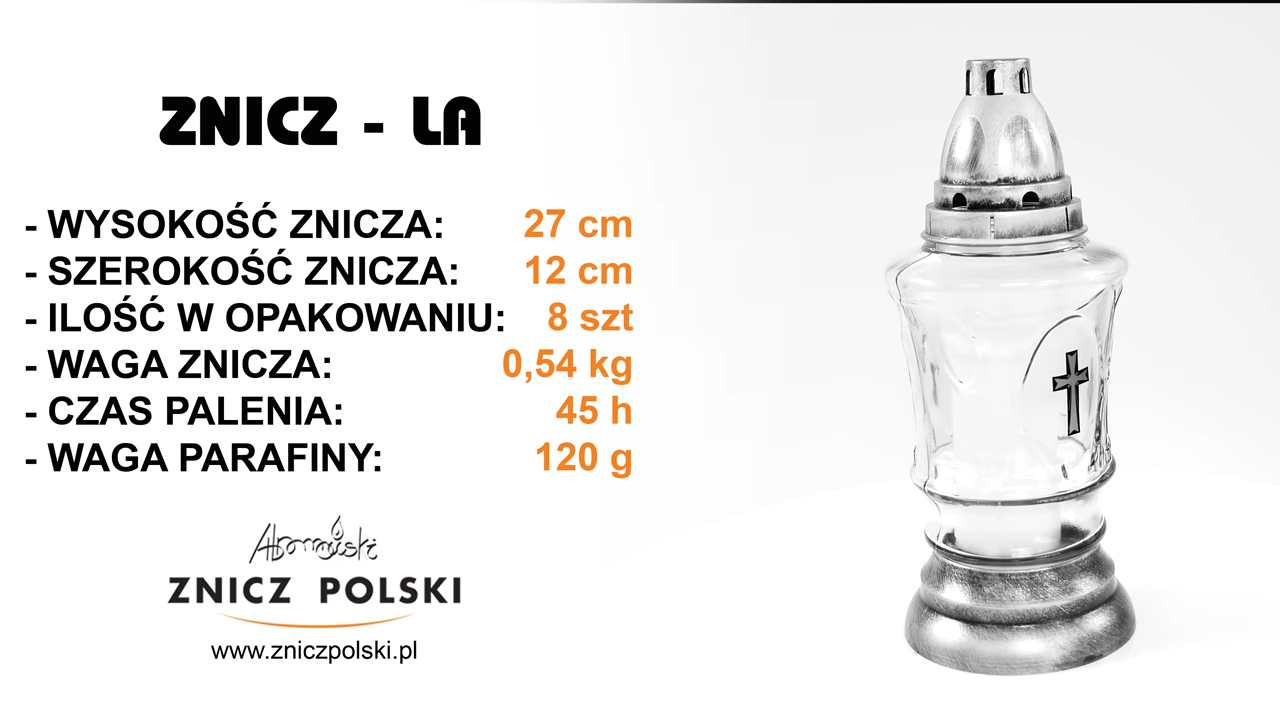 ZNICZ - LA
- WYSOKOŚĆ ZNICZA: 27 cm
- SZEROKOŚĆ ZNICZA: 12 cm
- ILOŚĆ W OPAKOWANIU: 8 szt
- WAGA ZNICZA: 0,54 kg
- CZAS PALENIA: 45 h
- WAGA PARAFINY: 120 g
ZNICZ POLSKI
www.zniczpolski.pl